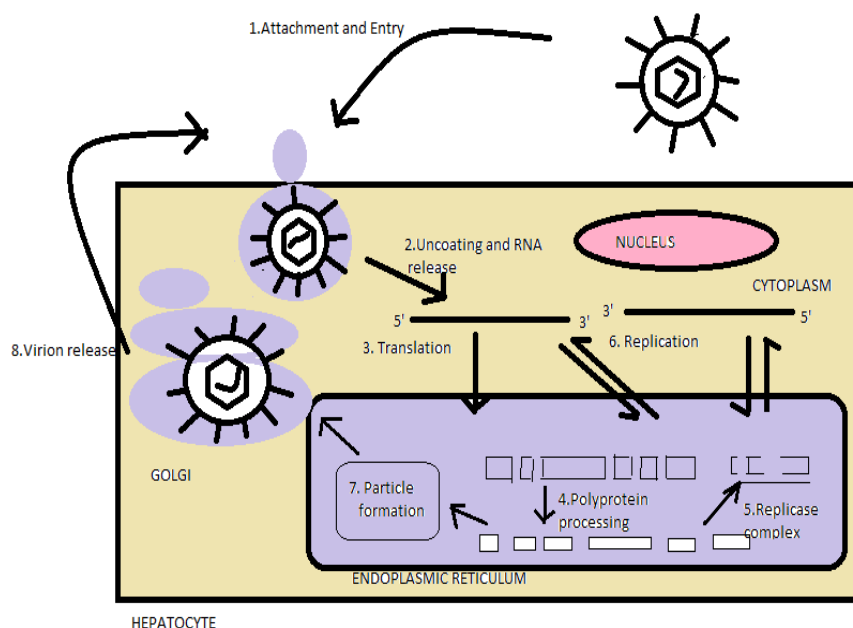 1.Attachment and Entry
NUCLEUS
2.Uncoating and RNA
release
CYTOPLASM
5'
3'
3'
5'
3. Translation
6. Replication
8.Virion release
GOLGI
7. Particle
formation
4.Polyprotein
processing
5.Replicase
complex
ENDOPLASMIC RETICULUM
HEPATOCYTE